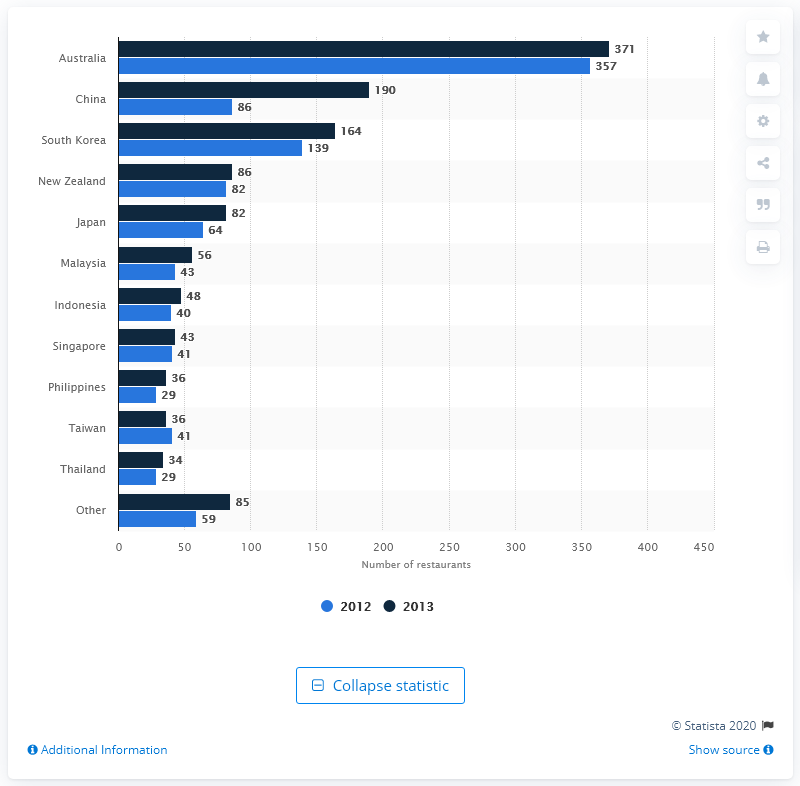 Australia 371
357
China 190
86
South Korea 164
139
New Zealand 86
82
Japan 82
64
Malaysia 56
43
Indonesia 48
40
Singapore 43
41
Philippines 36
29
Taiwan 36
41
Thailand 34
29
Other 85
59
0 50 100 150 200 250 300 350 400 450
Number of restaurants
2012 2013
Collapse statistic
© Statista 2020
Additional Information Show source